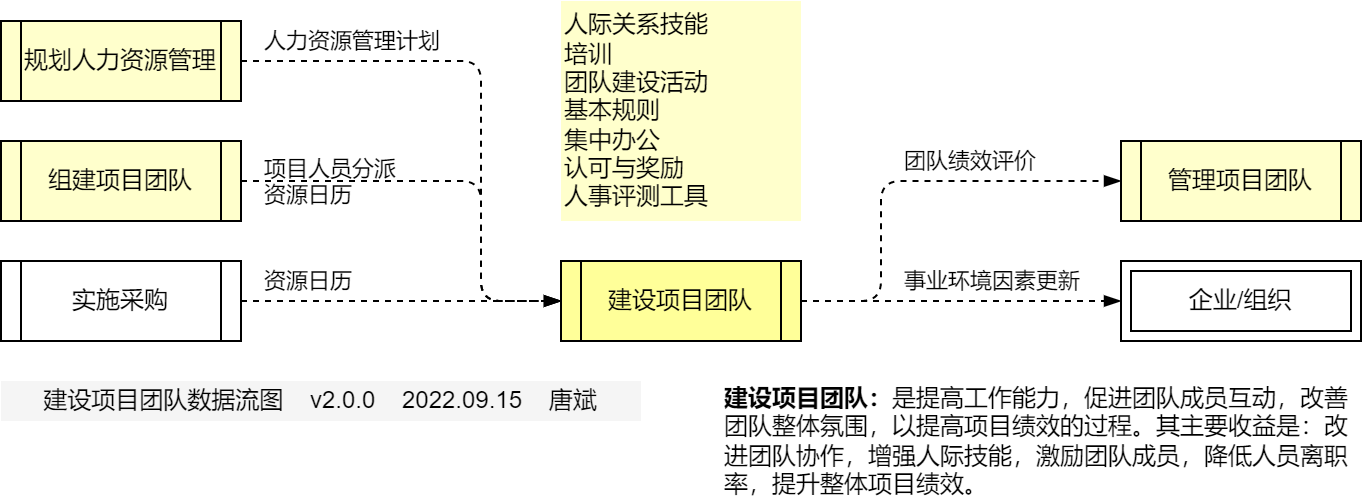 规划人力资源管理
人力资源管理计划
人际关系技能
培训
团队建设活动
基本规则
集中办公
认可与奖励
人事评测工具
组建项目团队
项目人员分派
资源日历
团队绩效评价
管理项目团队
实施采购
资源日历
建设项目团队
事业环境因素更新
企业/组织
建设项目团队数据流图 v2.0.0 2022.09.15 唐斌
建设项目团队：是提高工作能力，促进团队成员互动，改善
团队整体氛围，以提高项目绩效的过程。其主要收益是：改
进团队协作，增强人际技能，激励团队成员，降低人员离职
率，提升整体项目绩效。